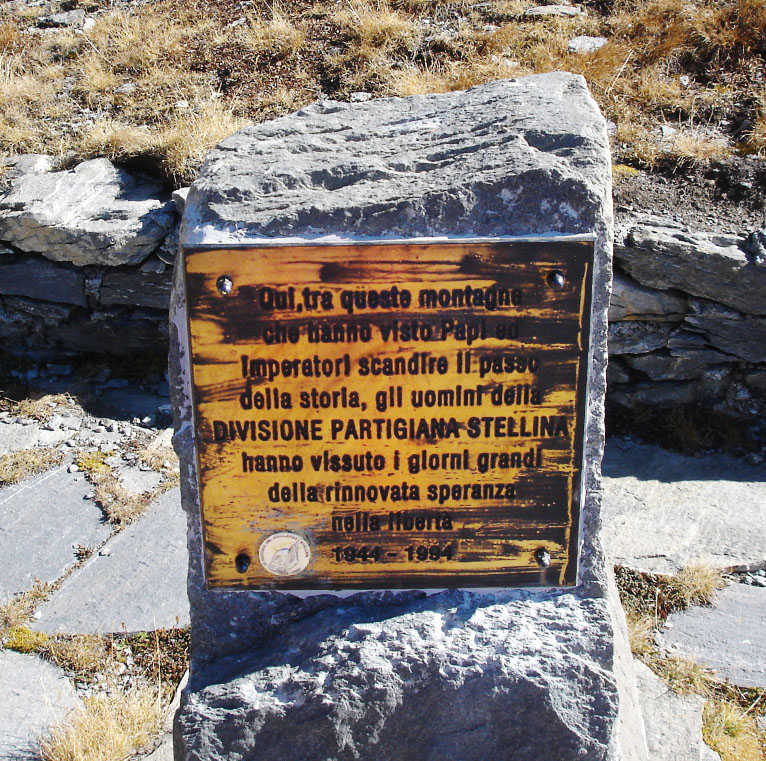 Qui,tra queste montagne
che hanno visto Papi ed
Imperatori scandire il passo
della storia, gli uomini della
DIVISIONE PARTIGIANA STELLINA
hanno vissuto i giorni grandi
della rinnovata speranza
nella libertà
1944 - 1994